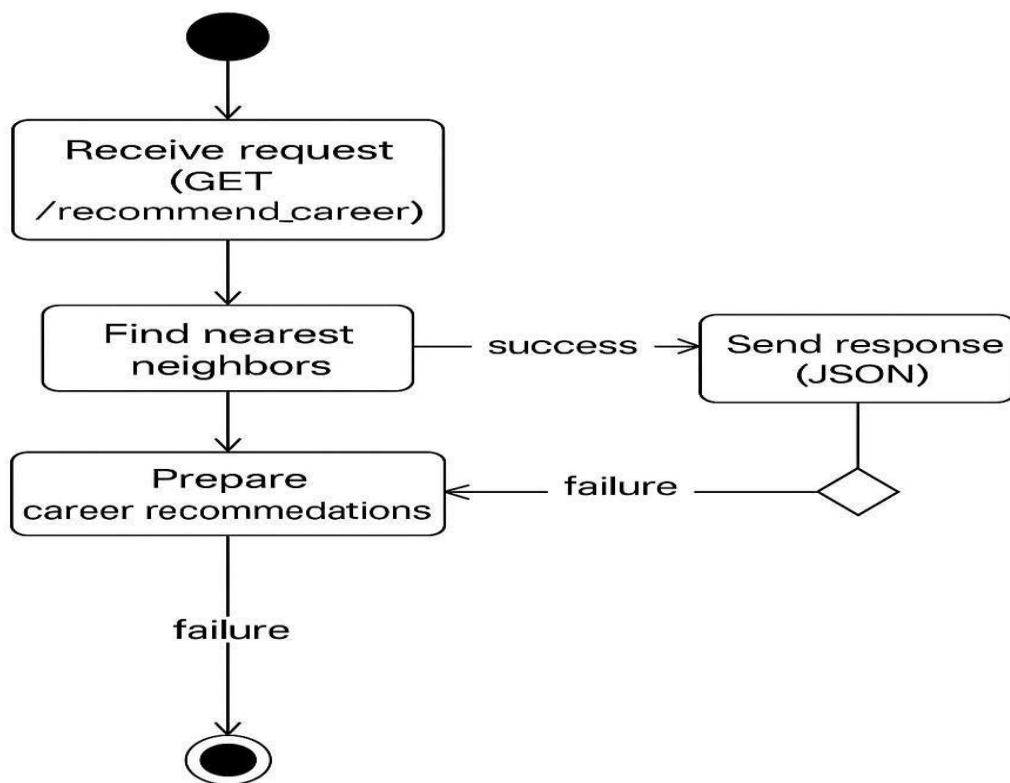 Receive request
(GET
/recommend_career)
Find nearest
neighbors
success
Send response
(JSON)
Prepare
career recommedations
failure
failure